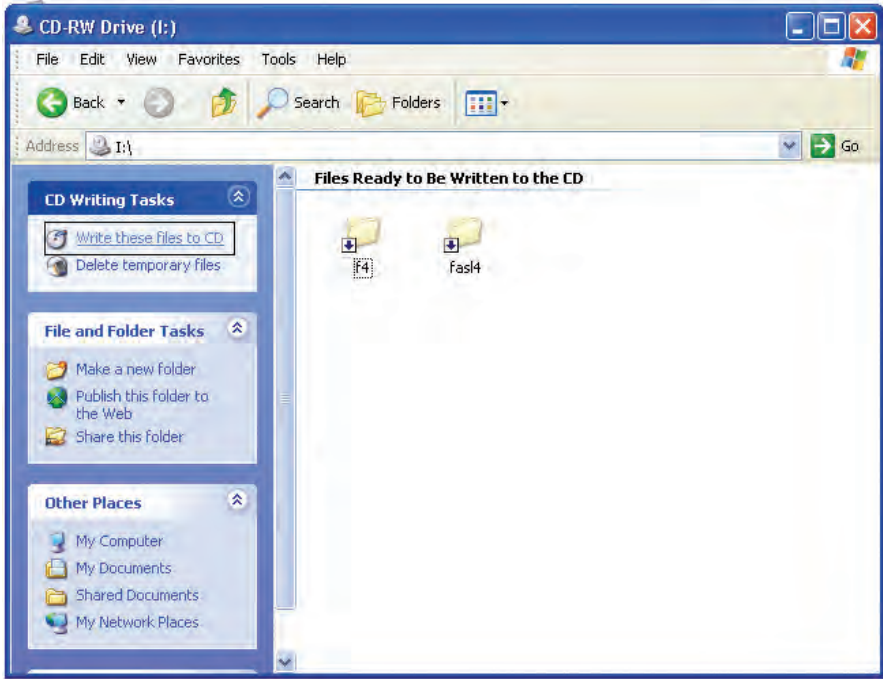 CD-RW Drive (I:)
File Edit View Favorites Tools Help
Back Search Folders
Address I:\ Go
CD Writing Tasks
Write these files to CD
Delete temporary files
File and Folder Tasks
Make a new folder
Publish this folder to
the Web
Share this folder
Other Places
My Computer
My Documents
Shared Documents
My Network Places
Files Ready to Be Written to the CD
f4 fasl4